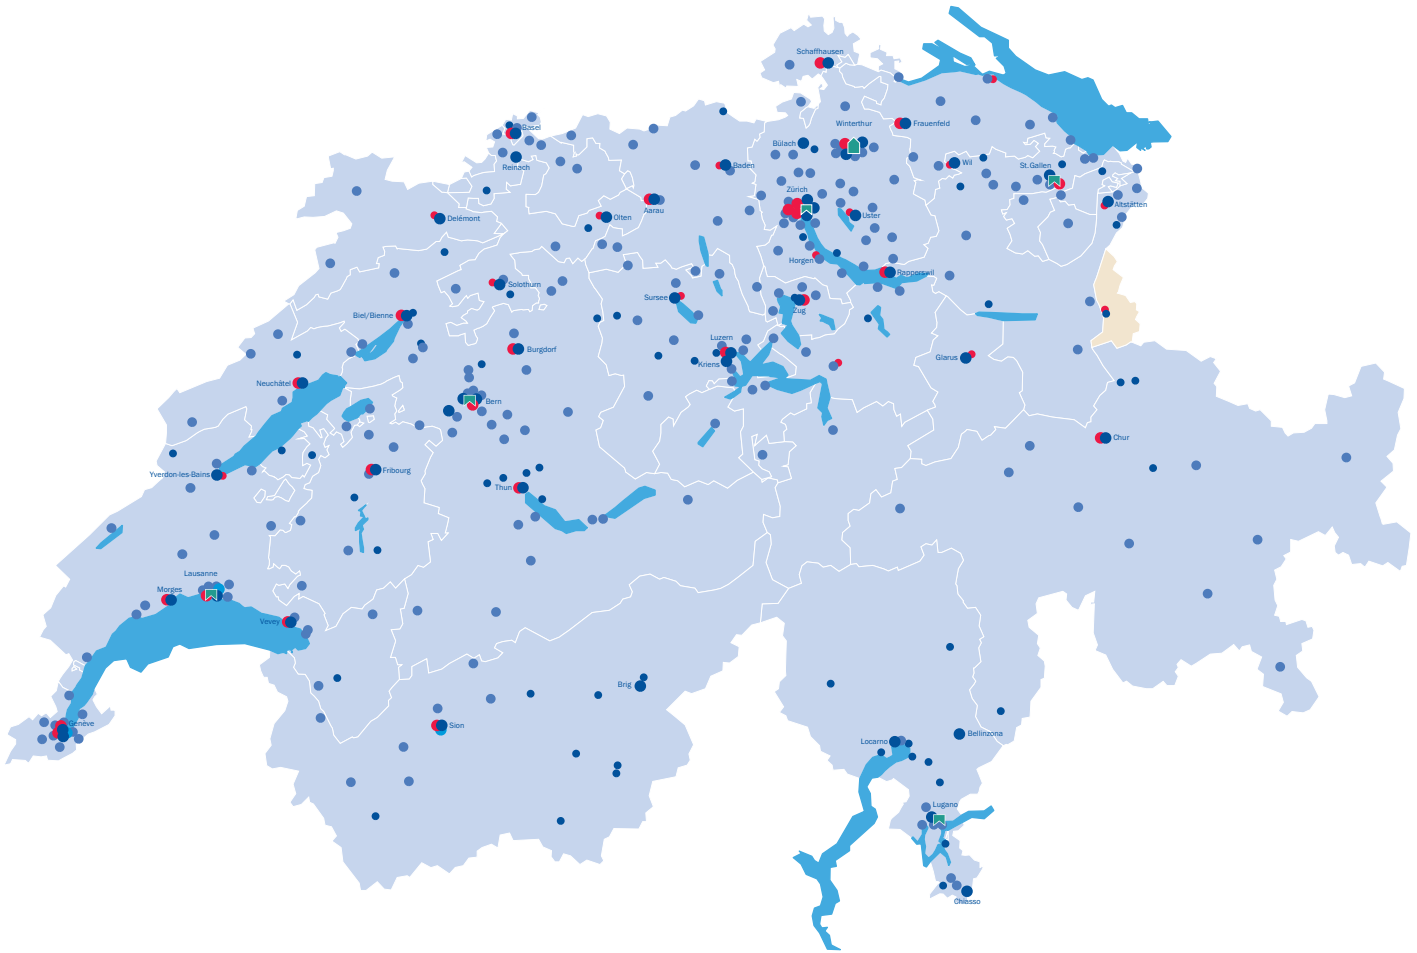 Schaffhausen
Winterthur
Frauenfeld
Basel
Bülach
Reinach
Baden
Wil
St.Gallen
Zürich
Aarau
Altstätten
Delémont
Olten
Uster
Horgen
Rapperswil
Solothurn
Sursee
Biel/Bienne
Zug
Luzern
Burgdorf
Glarus
Kriens
Neuchâtel
Bern
Chur
Yverdon-les-Bains
Fribourg
Thun
Lausanne
Morges
Vevey
Brig
Genève
Sion
Bellinzona
Locarno
Lugano
Chiasso